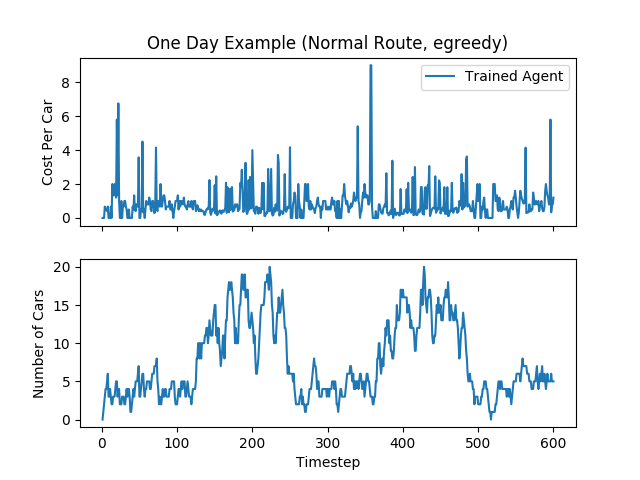 One Day Example (Normal Route, egreedy)
Cost Per Car
8
6
4
2
0
Trained Agent
Number of Cars
20
15
10
5
0
0 100 200 300 400 500 600
Timestep